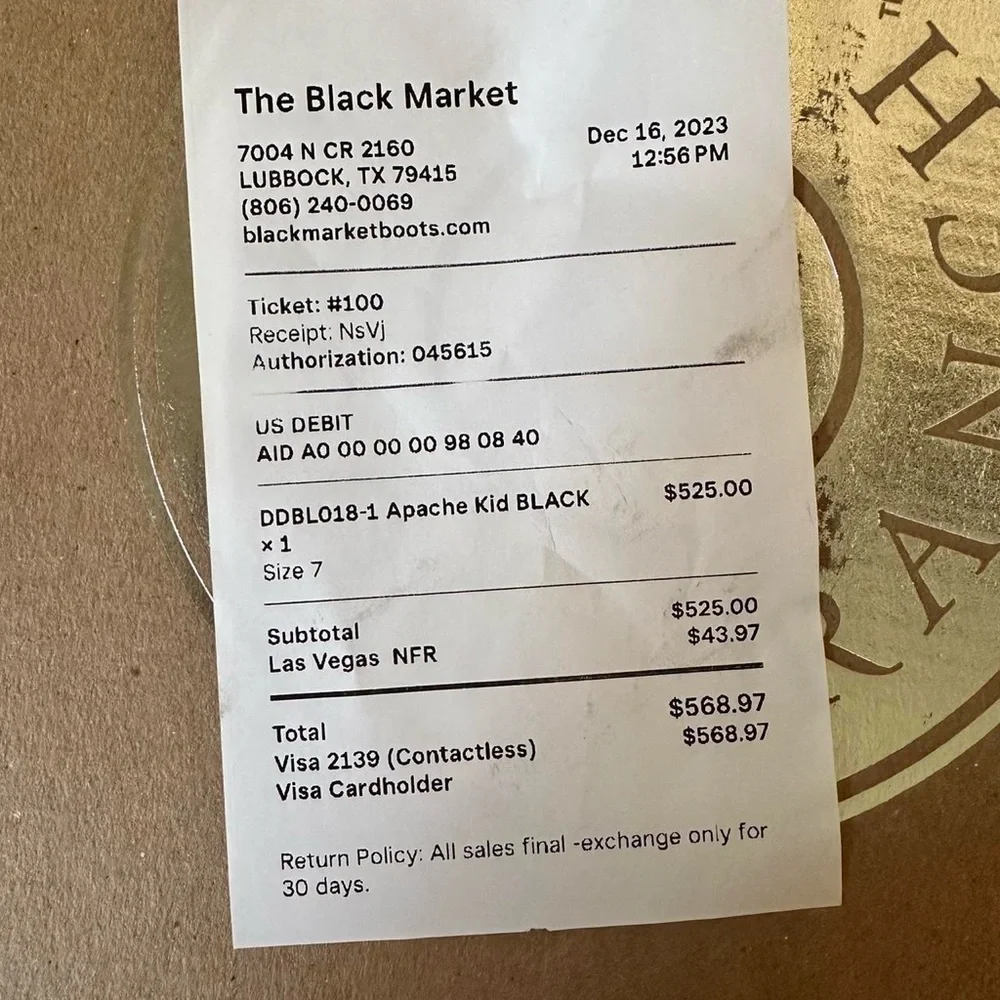 The Black Market
7004 N CR 2160
LUBBOCK, TX 79415
(806) 240-0069
blackmarketboots.com
Dec 16, 2023
12:56 PM
Ticket: #100
Receipt: NsVj
Authorization: 045615
US DEBIT
AID A0 00 00 00 98 08 40
DDBL018-1 Apache Kid BLACK $525.00
× 1
Size 7
Subtotal $525.00
Las Vegas NFR $43.97
Total $568.97
Visa 2139 (Contactless) $568.97
Visa Cardholder
Return Policy: All sales final -exchange only for
30 days.